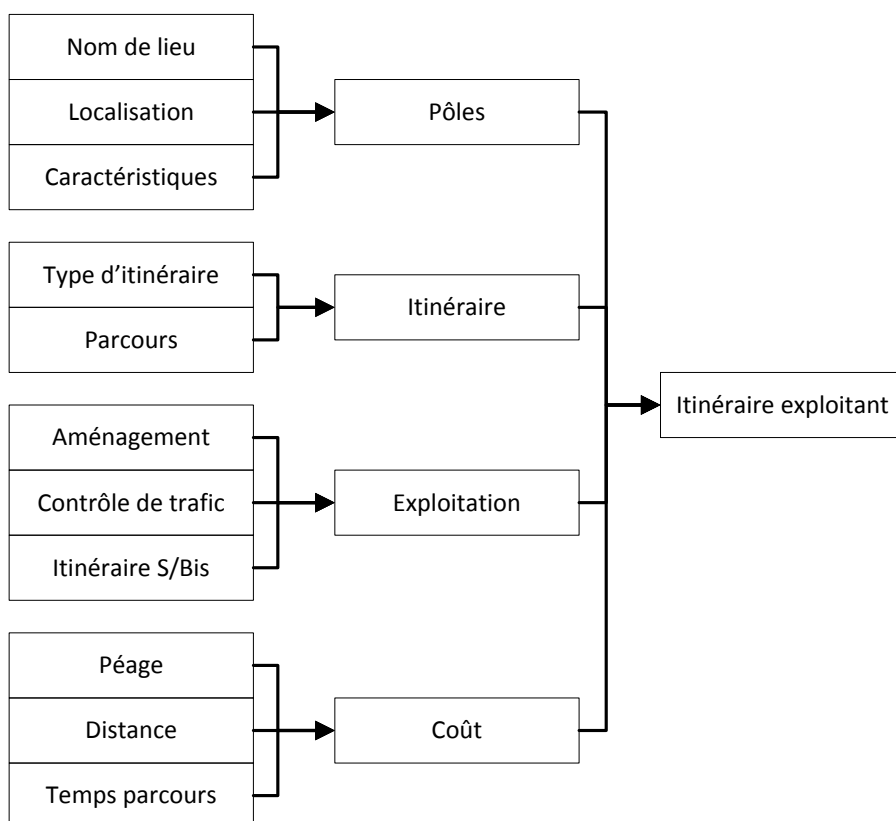 Nom de lieu
Localisation
Caractéristiques
Pôles
Type d’itinéraire
Parcours
Itinéraire
Aménagement
Contrôle de trafic
Itinéraire S/Bis
Exploitation
Péage
Distance
Temps parcours
Coût
Itinéraire exploitant